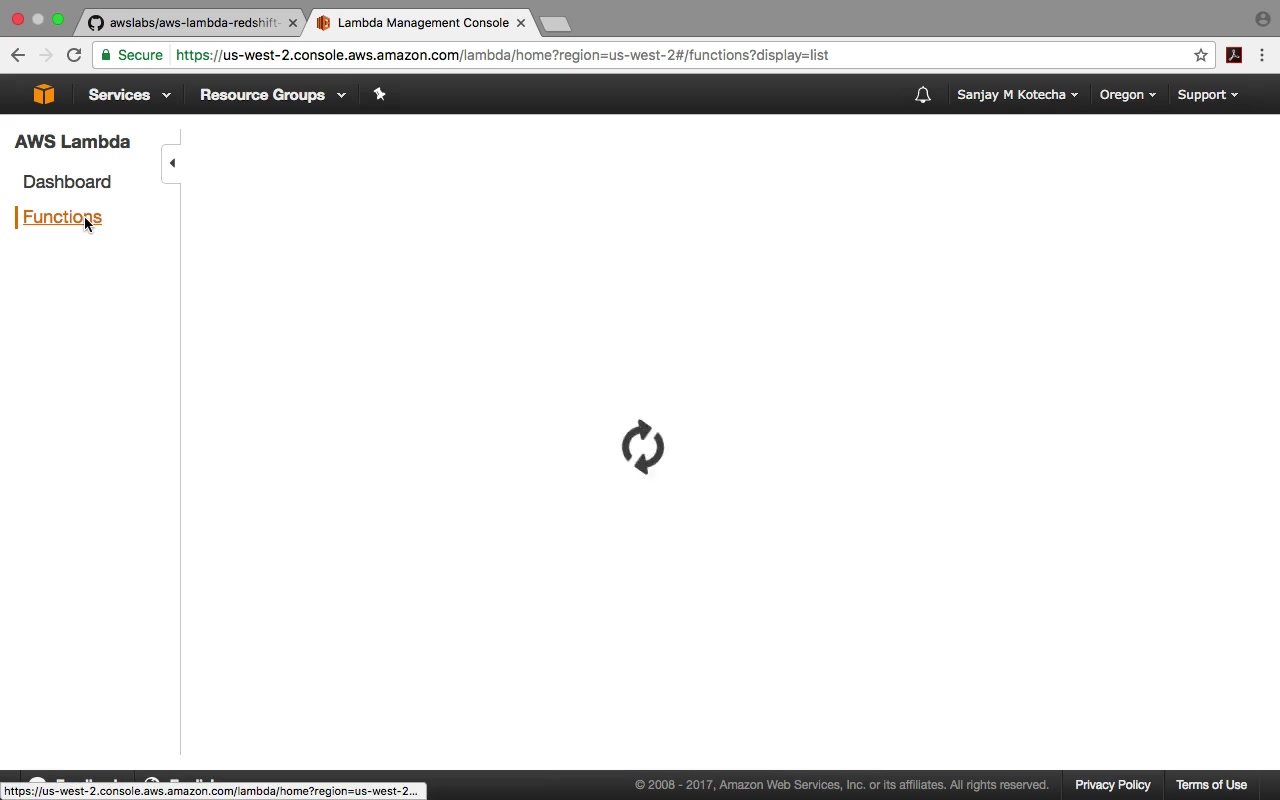 awslabs/aws-lambda-redshift-
Lambda Management Console
Secure
https://us-west-2.console.aws.amazon.com/lambda/home?region=us-west-2#/functions?display=list
Services
Resource Groups
Sanjay M Kotecha
Oregon
Support
AWS Lambda
Dashboard
Functions
© 2008 - 2017, Amazon Web Services, Inc. or its affiliates. All rights reserved.
Privacy Policy
Terms of Use
https://us-west-2.console.aws.amazon.com/lambda/home?region=us-west-2...